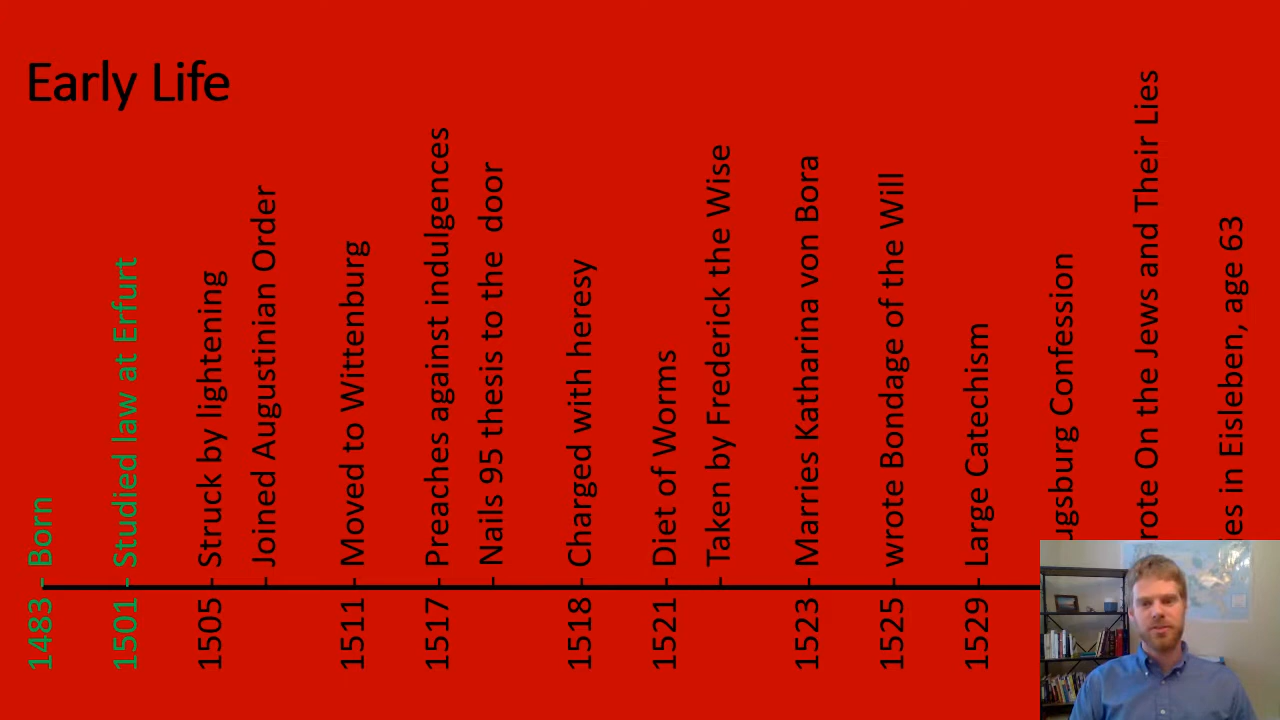 Early Life
1483 - Born
1501 - Studied law at Erfurt
1505 - Struck by lightening
- Joined Augustinian Order
1511 - Moved to Wittenburg
1517 - Preaches against indulgences
- Nails 95 thesis to the door
1518 - Charged with heresy
1521 - Diet of Worms
- Taken by Frederick the Wise
1523 - Marries Katharina von Bora
1525 - wrote Bondage of the Will
1529 - Large Catechism
ugsburg Confession
rote On the Jews and Their Lies
es in Eisleben, age 63